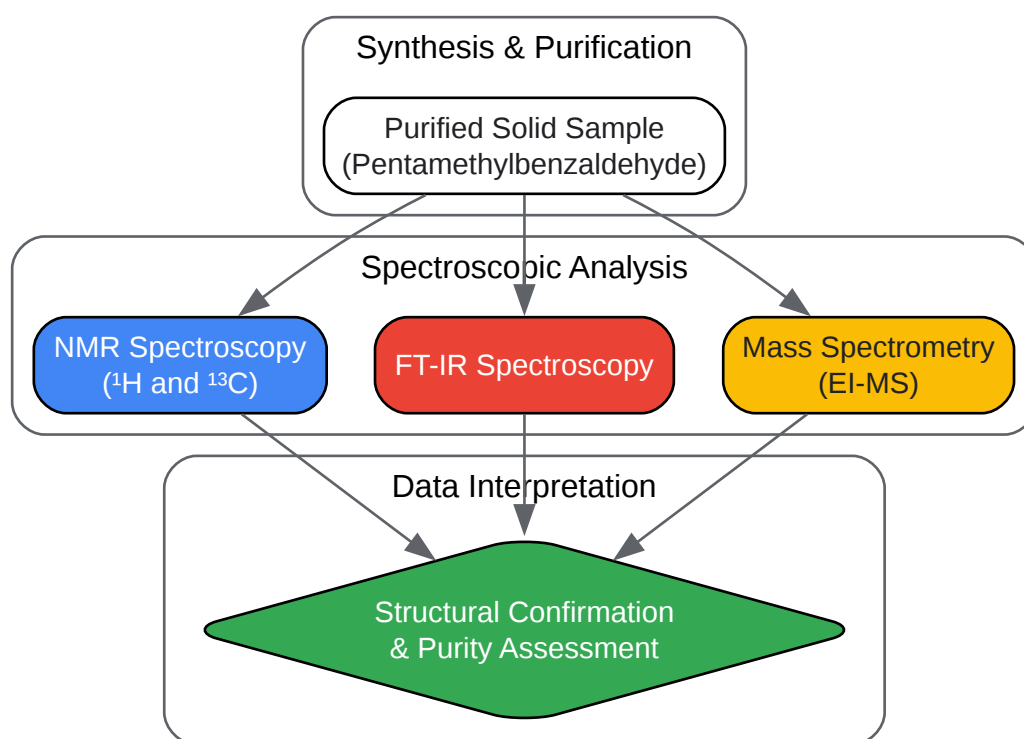 Synthesis & Purification
Purified Solid Sample
(Pentamethylbenzaldehyde)
Spectroscopic Analysis
NMR Spectroscopy
(¹H and ¹³C)
FT-IR Spectroscopy
Mass Spectrometry
(EI-MS)
Data Interpretation
Structural Confirmation
& Purity Assessment